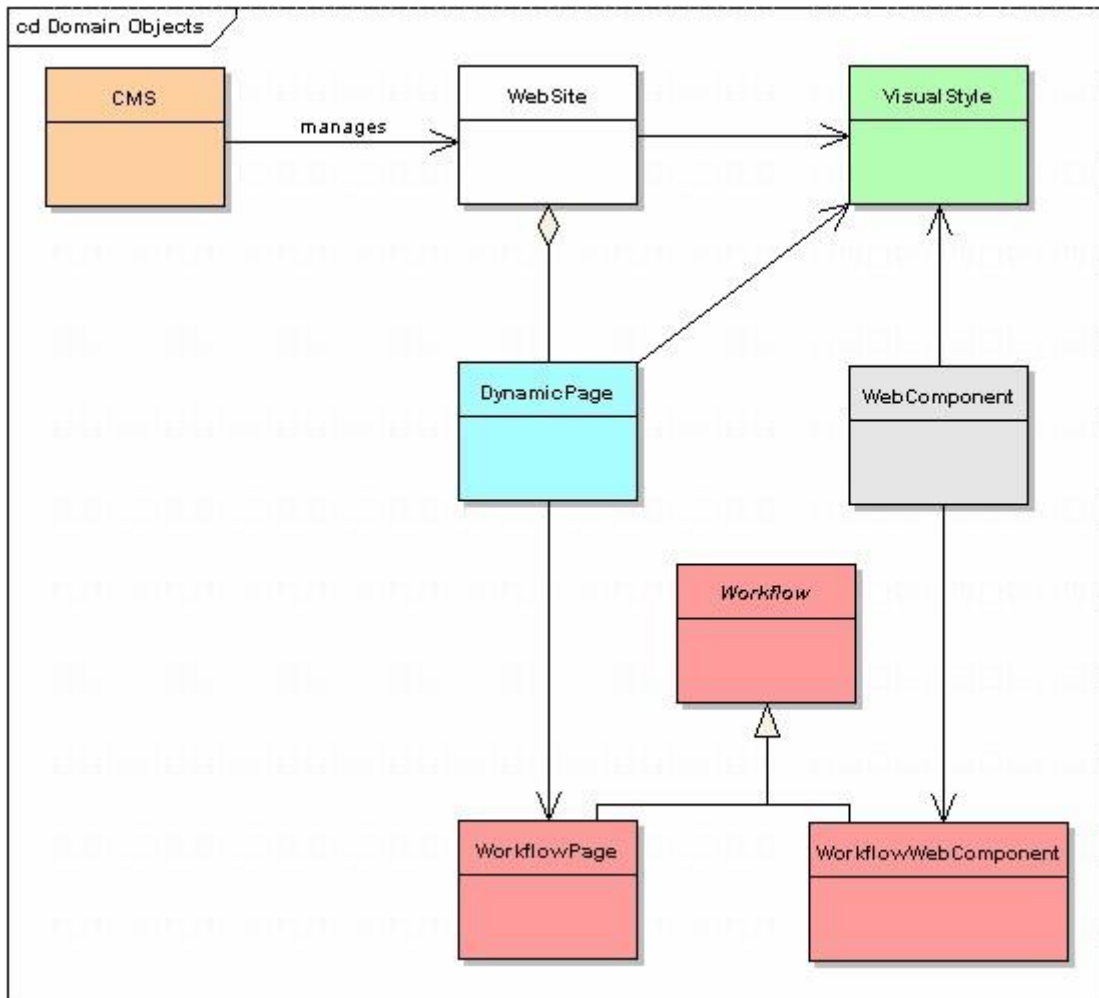 cd Domain Objects
CMS
WebSite
VisualStyle
manages
DynamicPage
WebComponent
Workflow
WorkflowPage
WorkflowWebComponent